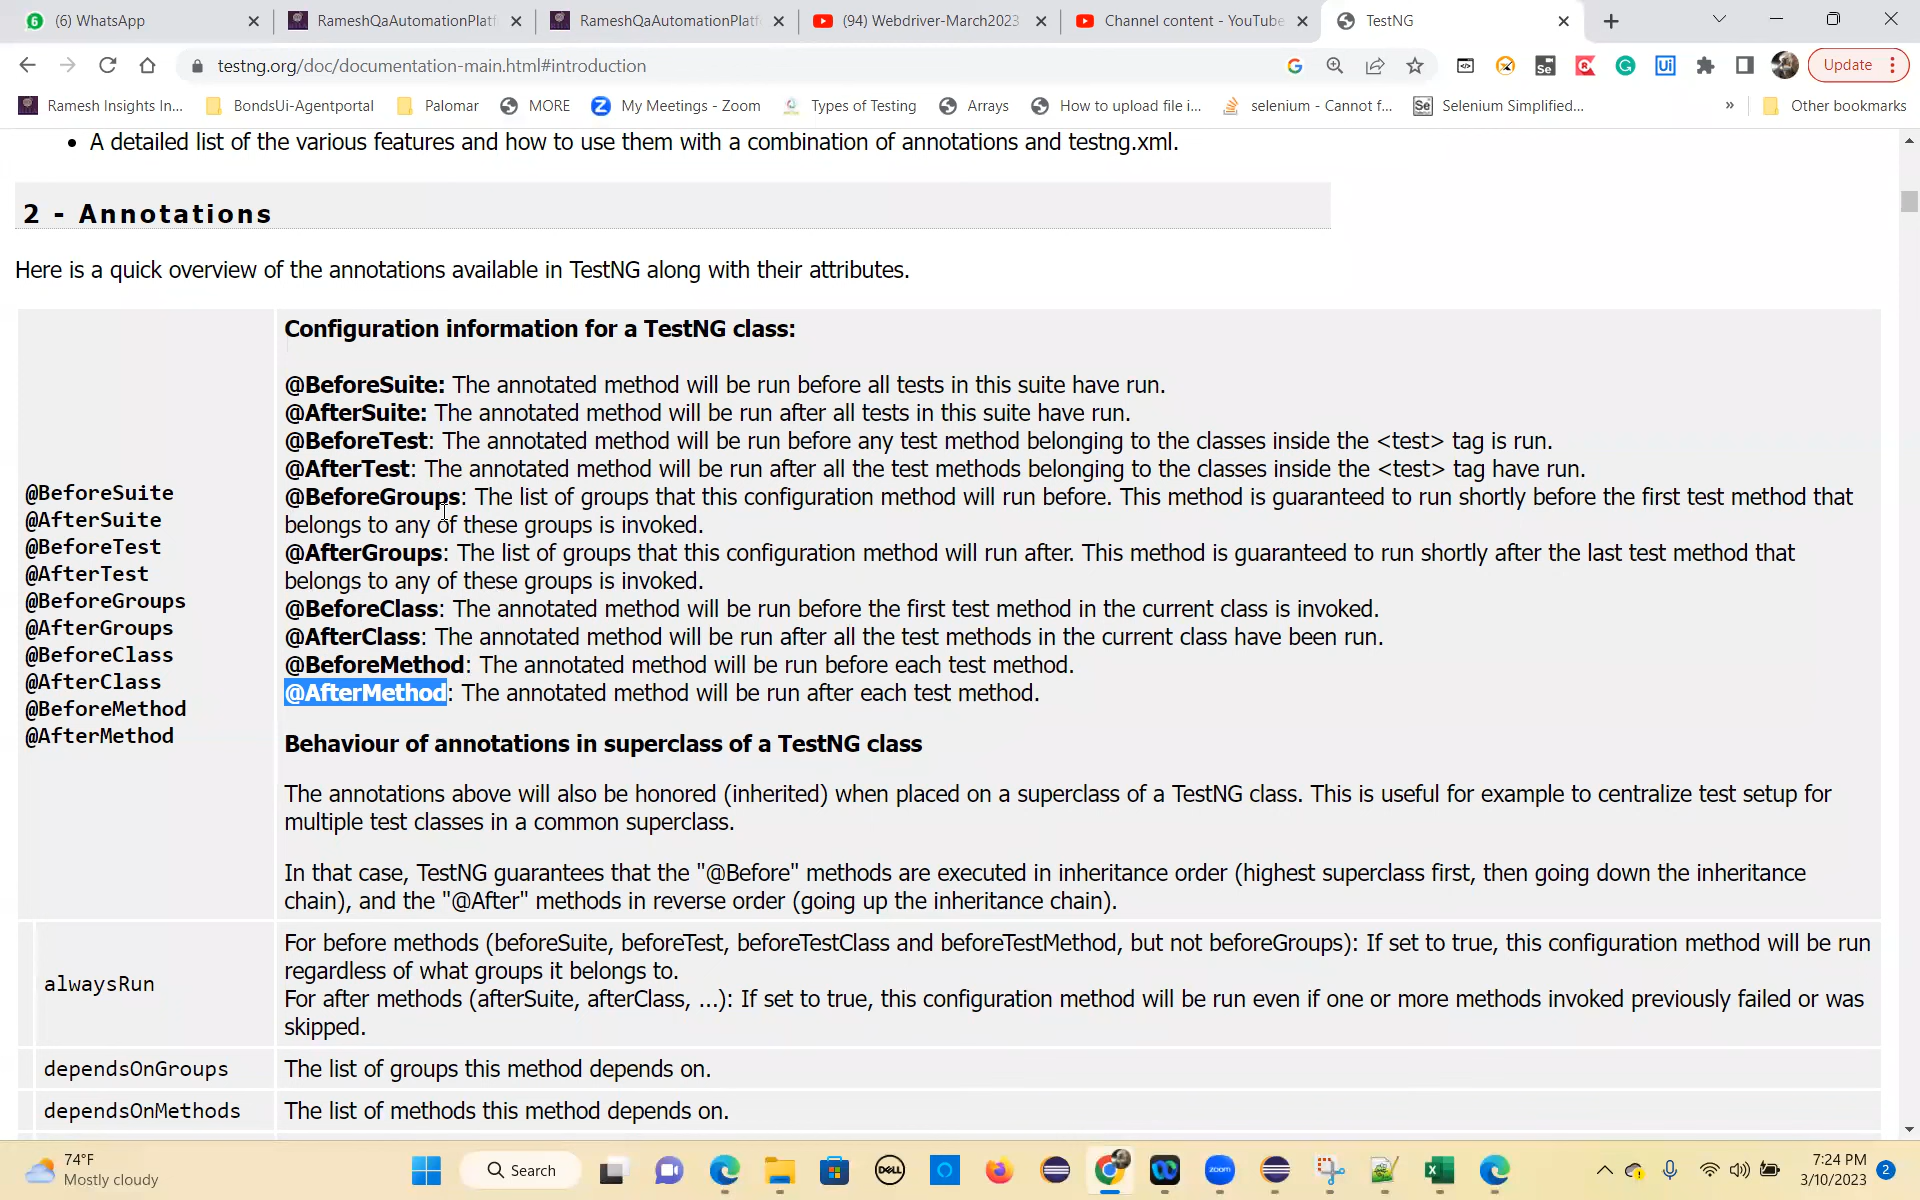 (6) WhatsApp
RameshQaAutomationPlatf
RameshQaAutomationPlatf
(94) Webdriver-March2023
Channel content - YouTube
TestNG
testng.org/doc/documentation-main.html#introduction
Update
Ramesh Insights In...
BondsUi-Agentportal
Palomar
MORE
My Meetings - Zoom
Types of Testing
Arrays
How to upload file i...
selenium - Cannot f...
Selenium Simplified...
»
Other bookmarks
• A detailed list of the various features and how to use them with a combination of annotations and testng.xml.
2 - Annotations
Here is a quick overview of the annotations available in TestNG along with their attributes.
@BeforeSuite
@AfterSuite
@BeforeTest
@AfterTest
@BeforeGroups
@AfterGroups
@BeforeClass
@AfterClass
@BeforeMethod
@AfterMethod
Configuration information for a TestNG class:
@BeforeSuite: The annotated method will be run before all tests in this suite have run.
@AfterSuite: The annotated method will be run after all tests in this suite have run.
@BeforeTest: The annotated method will be run before any test method belonging to the classes inside the <test> tag is run.
@AfterTest: The annotated method will be run after all the test methods belonging to the classes inside the <test> tag have run.
@BeforeGroups: The list of groups that this configuration method will run before. This method is guaranteed to run shortly before the first test method that
belongs to any of these groups is invoked.
@AfterGroups: The list of groups that this configuration method will run after. This method is guaranteed to run shortly after the last test method that
belongs to any of these groups is invoked.
@BeforeClass: The annotated method will be run before the first test method in the current class is invoked.
@AfterClass: The annotated method will be run after all the test methods in the current class have been run.
@BeforeMethod: The annotated method will be run before each test method.
@AfterMethod: The annotated method will be run after each test method.
Behaviour of annotations in superclass of a TestNG class
The annotations above will also be honored (inherited) when placed on a superclass of a TestNG class. This is useful for example to centralize test setup for
multiple test classes in a common superclass.
In that case, TestNG guarantees that the "@Before" methods are executed in inheritance order (highest superclass first, then going down the inheritance
chain), and the "@After" methods in reverse order (going up the inheritance chain).
alwaysRun
For before methods (beforeSuite, beforeTest, beforeTestClass and beforeTestMethod, but not beforeGroups): If set to true, this configuration method will be run
regardless of what groups it belongs to.
For after methods (afterSuite, afterClass, ...): If set to true, this configuration method will be run even if one or more methods invoked previously failed or was
skipped.
dependsOnGroups
The list of groups this method depends on.
dependsOnMethods
The list of methods this method depends on.
74°F
Mostly cloudy
Search
DELL
zoom
7:24 PM
3/10/2023
2